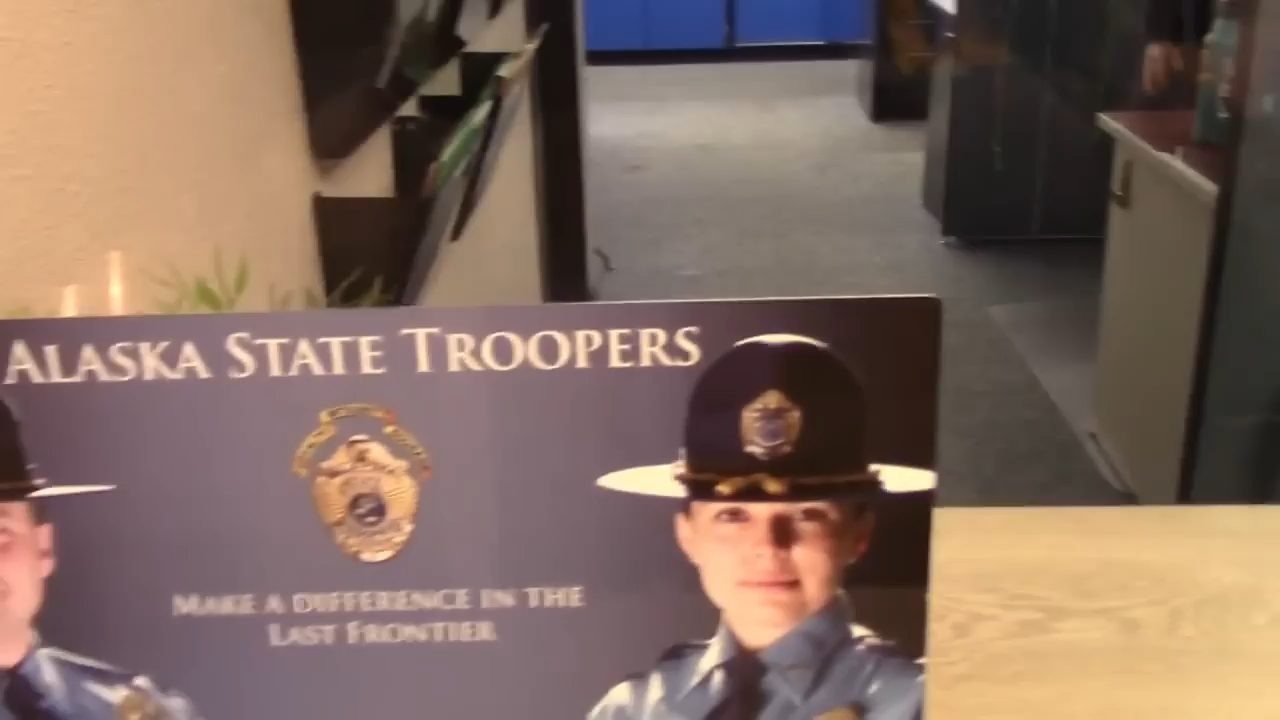 ALASKA STATE TROOPERS
MAKE A DIFFERENCE IN THE
LAST FRONTIER